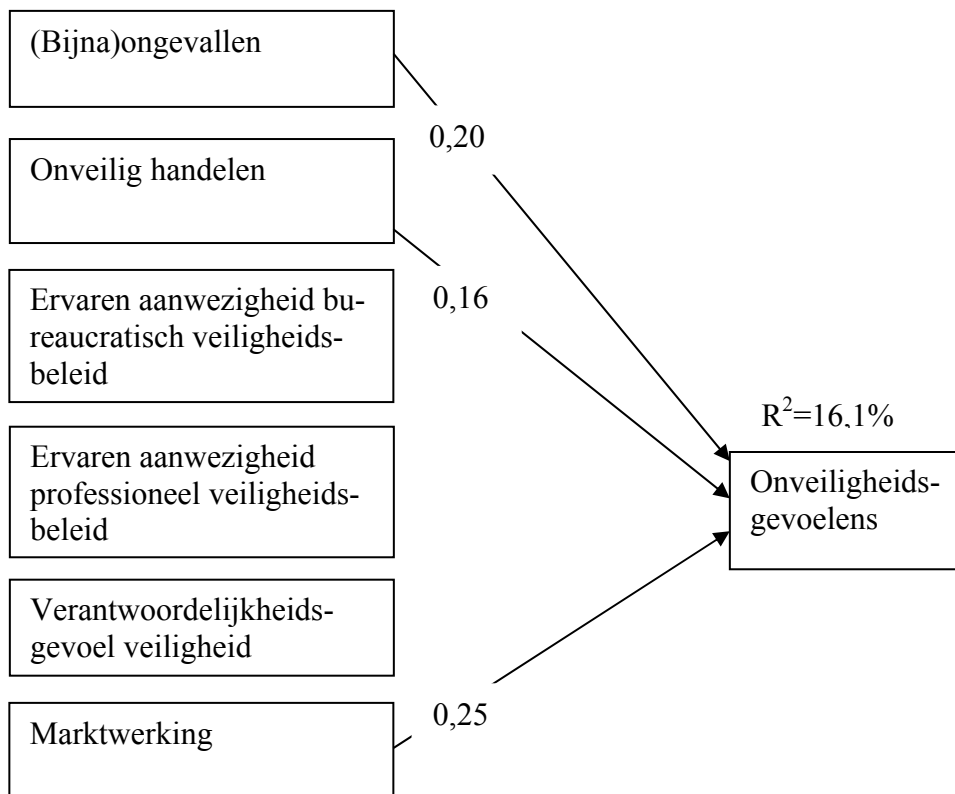 (Bijna)ongevallen
0,20
Onveilig handelen
0,16
Ervaren aanwezigheid bu-
reaucratisch veiligheids-
beleid
R²=16,1%
Ervaren aanwezigheid
professioneel veiligheids-
beleid
Onveiligheids-
gevoelens
Verantwoordelijkheids-
gevoel veiligheid
0,25
Marktwerking